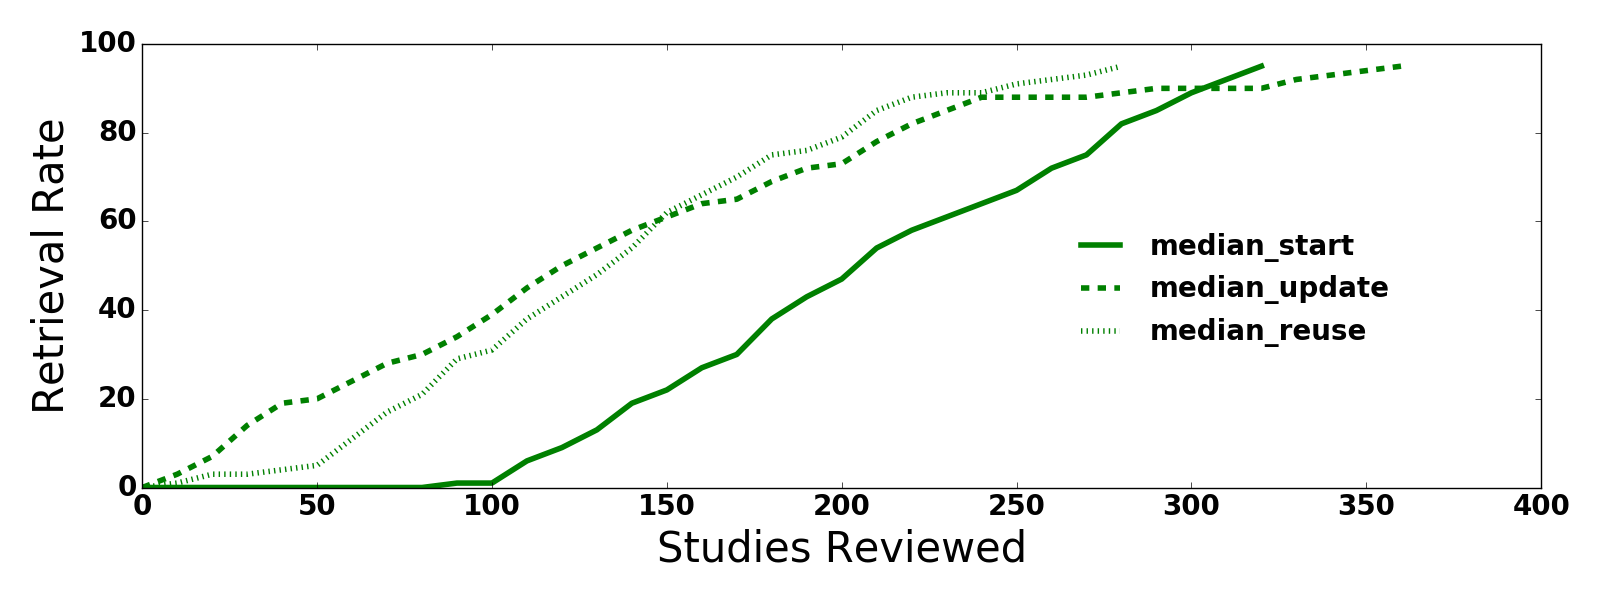 100
80
60
40
20
0
Retrieval Rate
median_start
median_update
median_reuse
0 50 100 150 200 250 300 350 400
Studies Reviewed